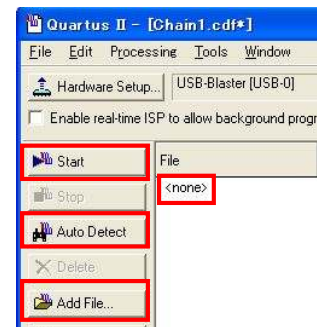 Quartus II - [Chain1.cdf*]
File Edit Processing Tools Window
Hardware Setup... USB-Blaster [USB-0]
Enable real-time ISP to allow background progr
Start
File
<none>
Stop
Auto Detect
Delete
Add File...